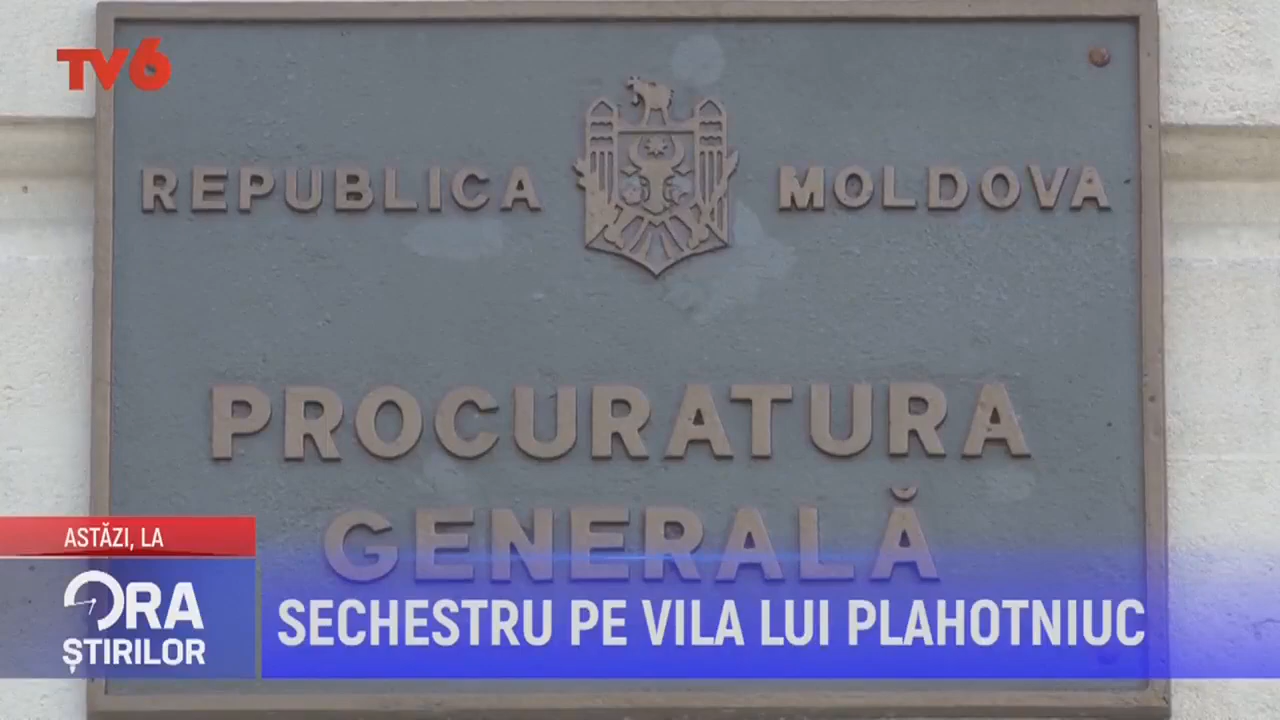 TV6
REPUBLICA MOLDOVA
PROCURATURA
GENERALĂ
ASTĂZI, LA
ORA
ȘTIRILOR
SECHESTRU PE VILA LUI PLAHOTNIUC